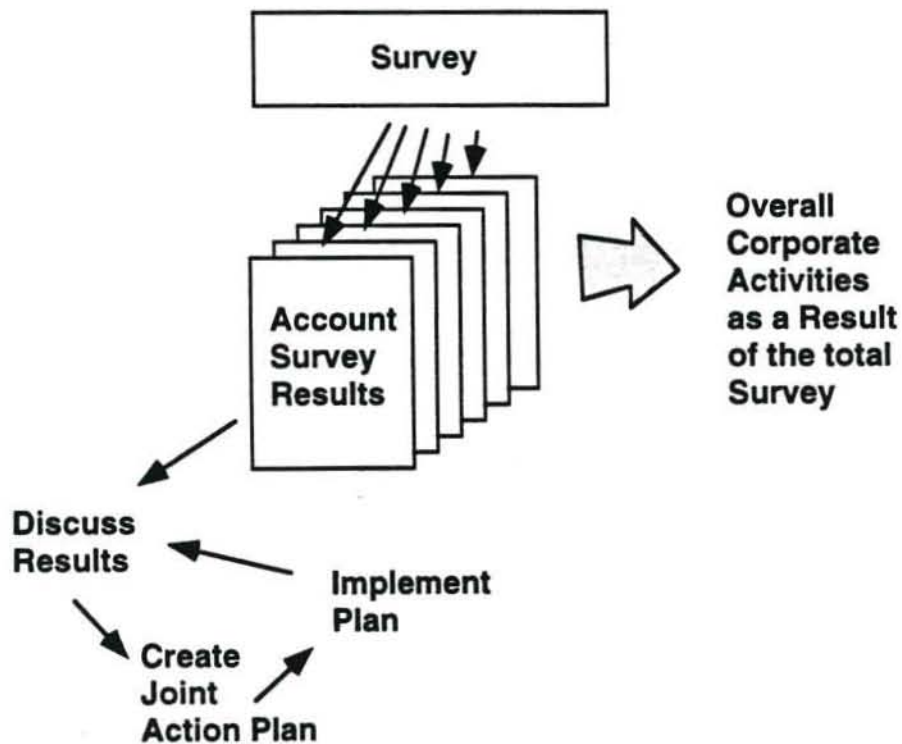 Survey
Account
Survey
Results
Overall
Corporate
Activities
as a Result
of the total
Survey
Discuss
Results
Implement
Plan
Create
Joint
Action Plan